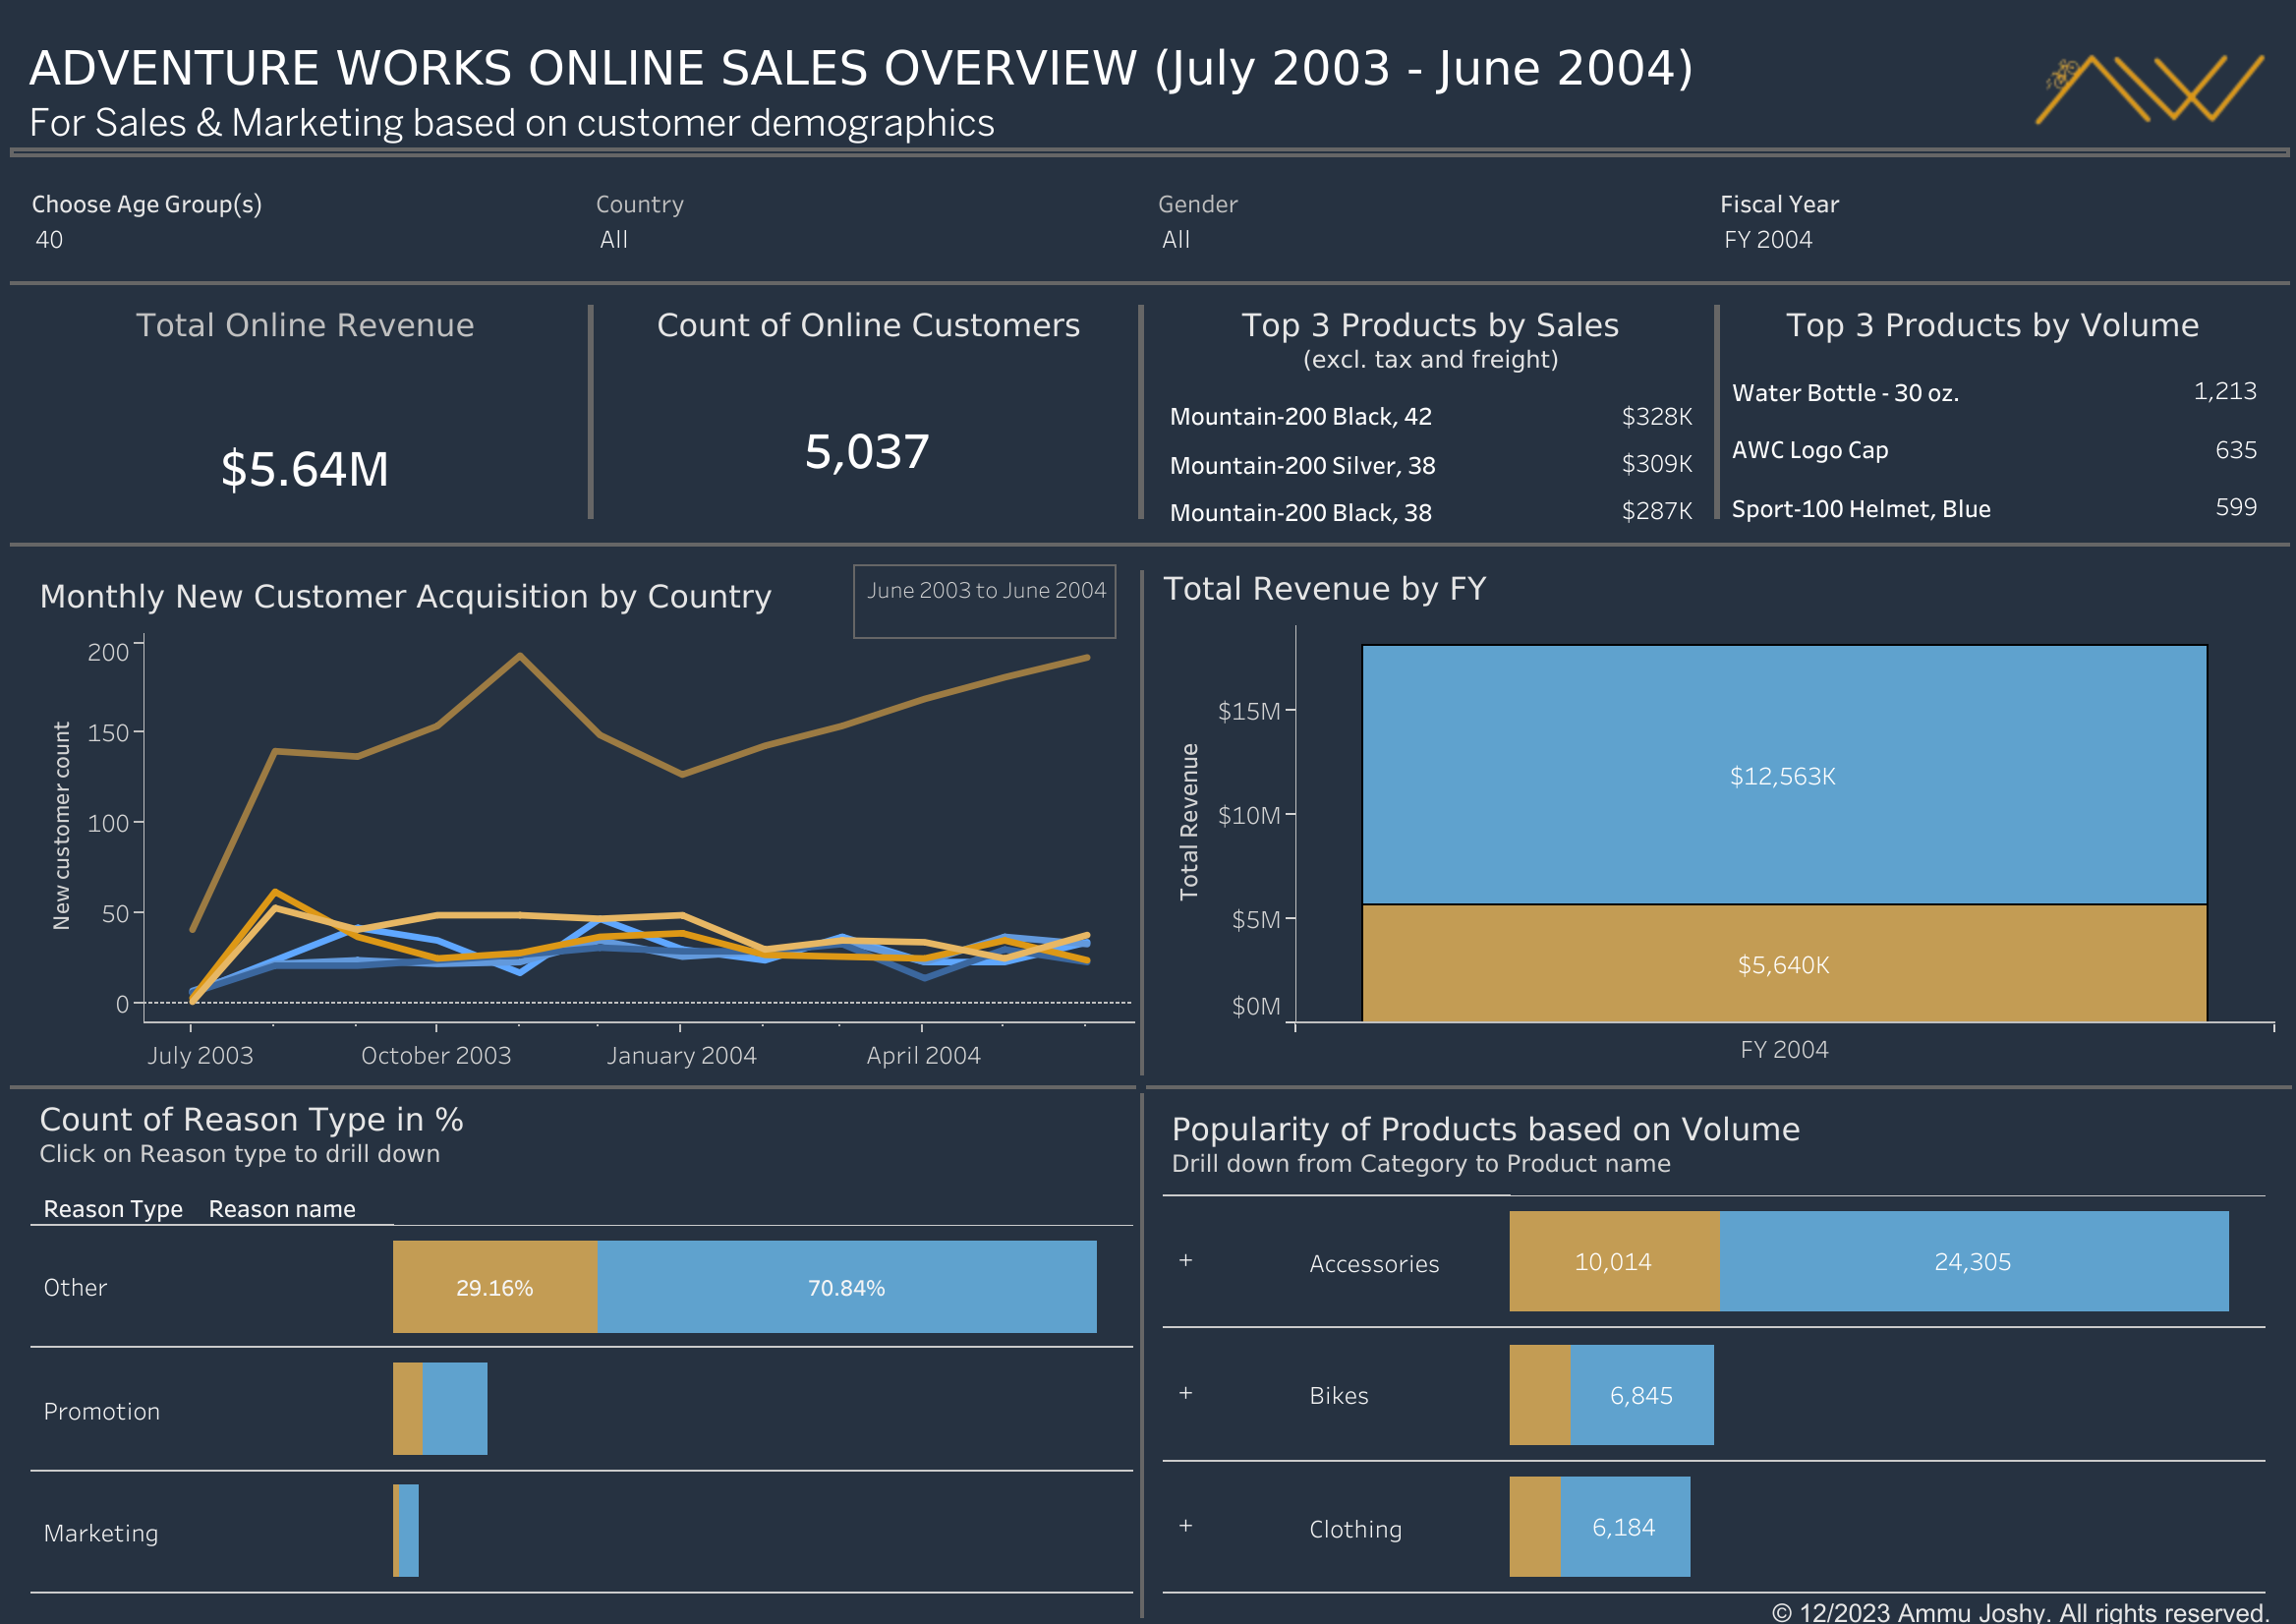 ADVENTURE WORKS ONLINE SALES OVERVIEW (July 2003 - June 2004)
For Sales & Marketing based on customer demographics
Choose Age Group(s)
40
Country
All
Gender
All
Fiscal Year
FY 2004
Total Online Revenue
$5.64M
Count of Online Customers
5,037
Top 3 Products by Sales
(excl. tax and freight)
Mountain-200 Black, 42 $328K
Mountain-200 Silver, 38 $309K
Mountain-200 Black, 38 $287K
Top 3 Products by Volume
Water Bottle - 30 oz. 1,213
AWC Logo Cap 635
Sport-100 Helmet, Blue 599
Monthly New Customer Acquisition by Country
June 2003 to June 2004
New customer count
200
150
100
50
0
July 2003 October 2003 January 2004 April 2004
Total Revenue by FY
Total Revenue
$15M
$10M
$5M
$0M
$12,563K
$5,640K
FY 2004
Count of Reason Type in %
Click on Reason type to drill down
Reason Type Reason name
Other 29.16% 70.84%
Promotion
Marketing
Popularity of Products based on Volume
Drill down from Category to Product name
+ Accessories 10,014 24,305
+ Bikes 6,845
+ Clothing 6,184
© 12/2023 Ammu Joshy. All rights reserved.